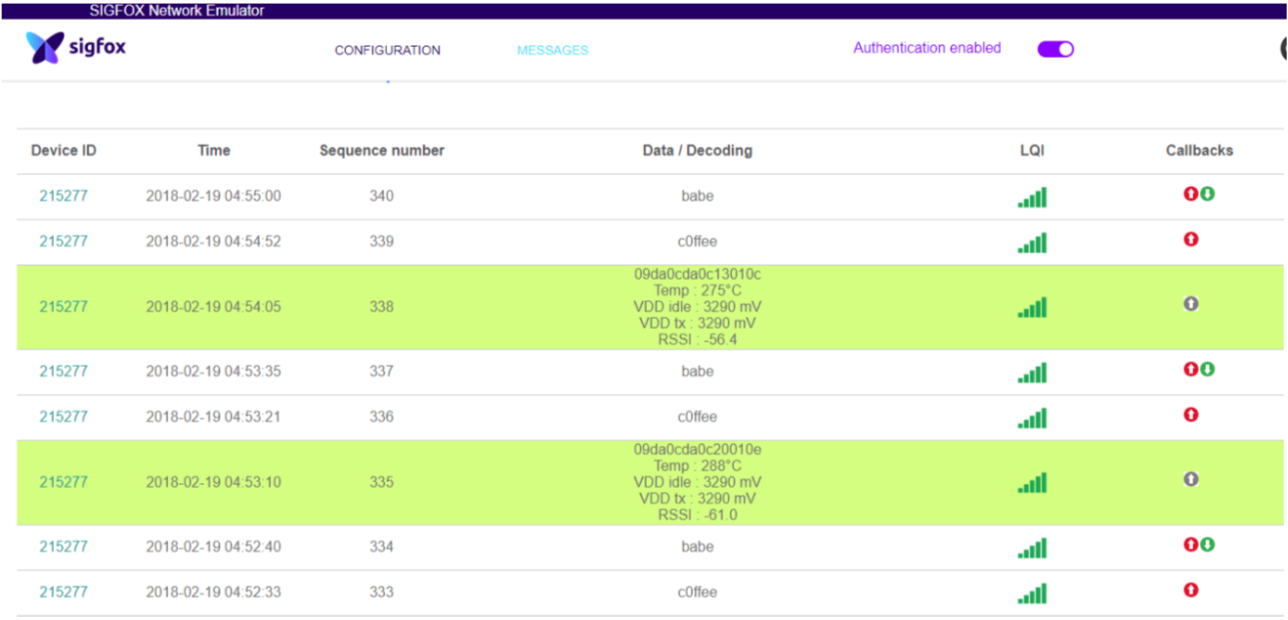 SIGFOX Network Emulator
sigfox CONFIGURATION MESSAGES Authentication enabled
Device ID Time Sequence number Data / Decoding LQI Callbacks
215277 2018-02-19 04:55:00 340 babe
215277 2018-02-19 04:54:52 339 c0ffee
09da0cda0c13010c
Temp : 275°C
215277 2018-02-19 04:54:05 338 VDD idle : 3290 mV
VDD tx : 3290 mV
RSSI : -56.4
215277 2018-02-19 04:53:35 337 babe
215277 2018-02-19 04:53:21 336 c0ffee
09da0cda0c20010e
Temp : 288°C
215277 2018-02-19 04:53:10 335 VDD idle : 3290 mV
VDD tx : 3290 mV
RSSI : -61.0
215277 2018-02-19 04:52:40 334 babe
215277 2018-02-19 04:52:33 333 c0ffee